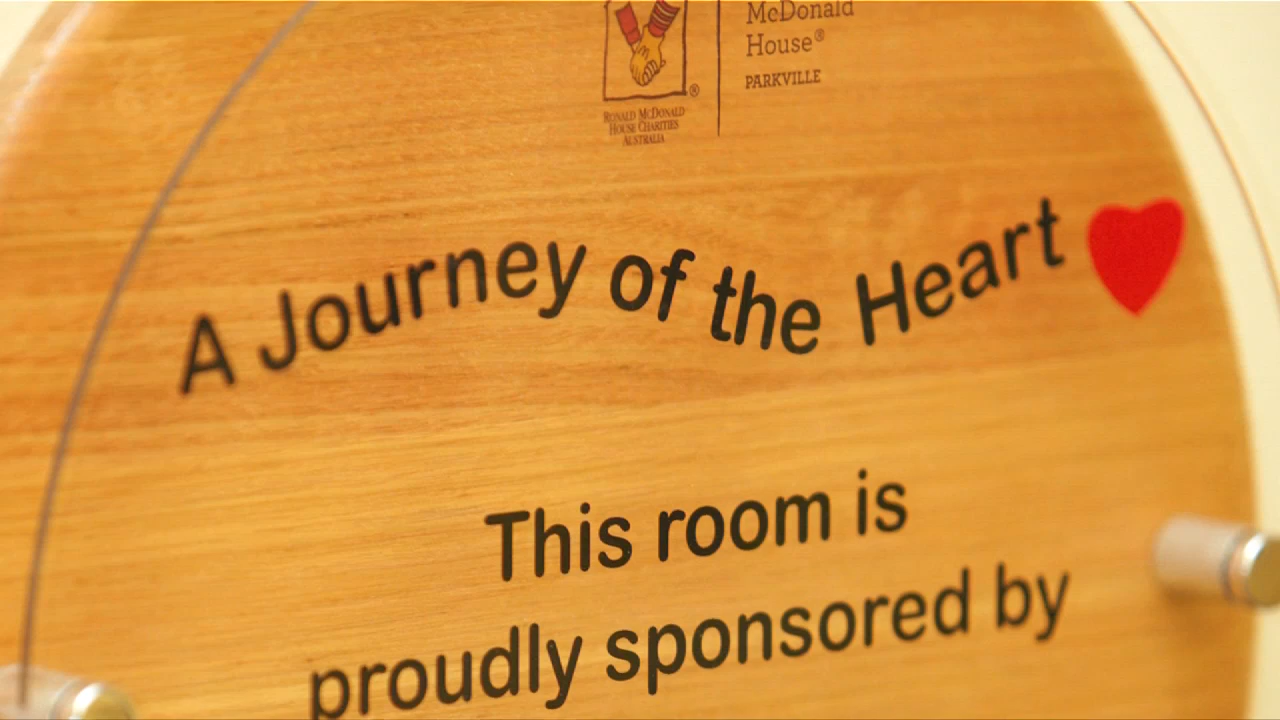 McDonald
House®
PARKVILLE
®
RONALD MCDONALD
HOUSE CHARITIES
AUSTRALIA
A Journey of the Heart
This room is
proudly sponsored by